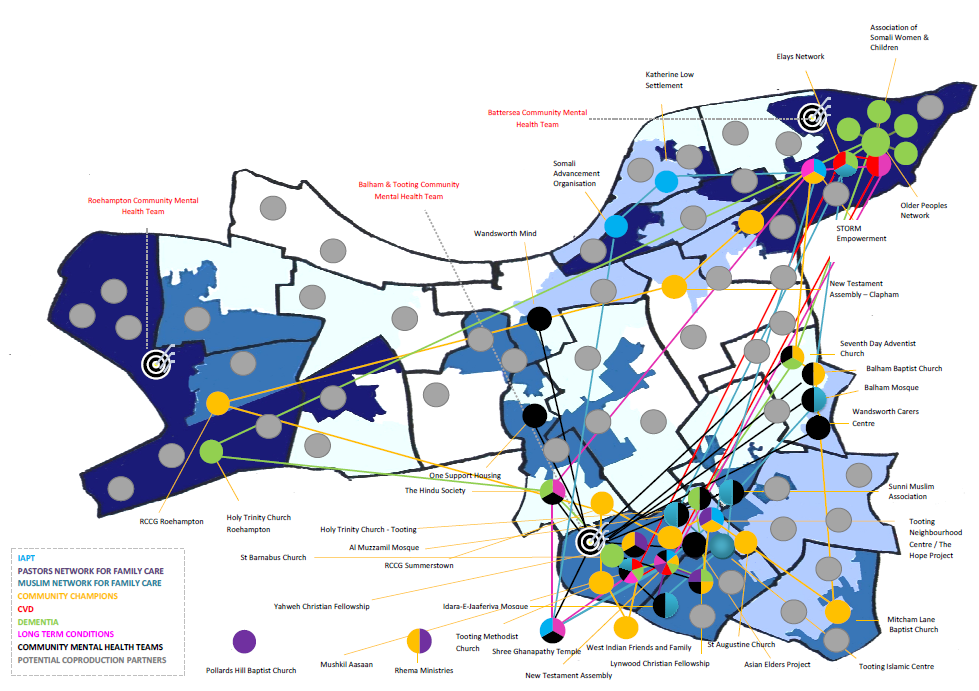 Association of
Somali Women &
Children
Elays Network
Katherine Low
Settlement
Battersea Community Mental
Health Team
Somali
Advancement
Organisation
Balham & Tooting Community
Mental Health Team
Roehampton Community Mental
Health Team
Older Peoples
Network
STORM
Empowerment
Wandsworth Mind
New Testament
Assembly – Clapham
Seventh Day Adventist
Church
Balham Baptist Church
Balham Mosque
Wandsworth Carers
Centre
One Support Housing
The Hindu Society
Sunni Muslim
Association
RCCG Roehampton
Holy Trinity Church
Roehampton
Holy Trinity Church - Tooting
Tooting
Neighbourhood
Centre / The
Hope Project
Al Muzzamil Mosque
St Barnabus Church
RCCG Summerstown
IAPT
PASTORS NETWORK FOR FAMILY CARE
MUSLIM NETWORK FOR FAMILY CARE
COMMUNITY CHAMPIONS
CVD
DEMENTIA
LONG TERM CONDITIONS
COMMUNITY MENTAL HEALTH TEAMS
POTENTIAL COPRODUCTION PARTNERS
Yahweh Christian Fellowship
Idara-E-Jaaferiva Mosque
Mitcham Lane
Baptist Church
Tooting Methodist
Church
Shree Ghanapathy Temple
West Indian Friends and Family
St Augustine Church
Pollards Hill Baptist Church
Mushkil Aasaan
Rhema Ministries
Lynwood Christian Fellowship
Asian Elders Project
Tooting Islamic Centre
New Testament Assembly